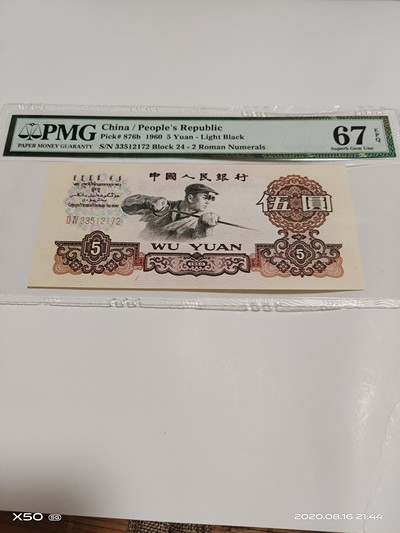 PMG
PAPER MONEY GUARANTY
China / People's Republic
Pick# 876b 1960 5 Yuan - Light Black
S/N 33512172 Block 24 - 2 Roman Numerals
67 EPQ
Superb Gem Unc
中國人民銀行
伍圓
33512172
WU YUAN
5
5
1960
X50 5G
2020.08.16 21:44